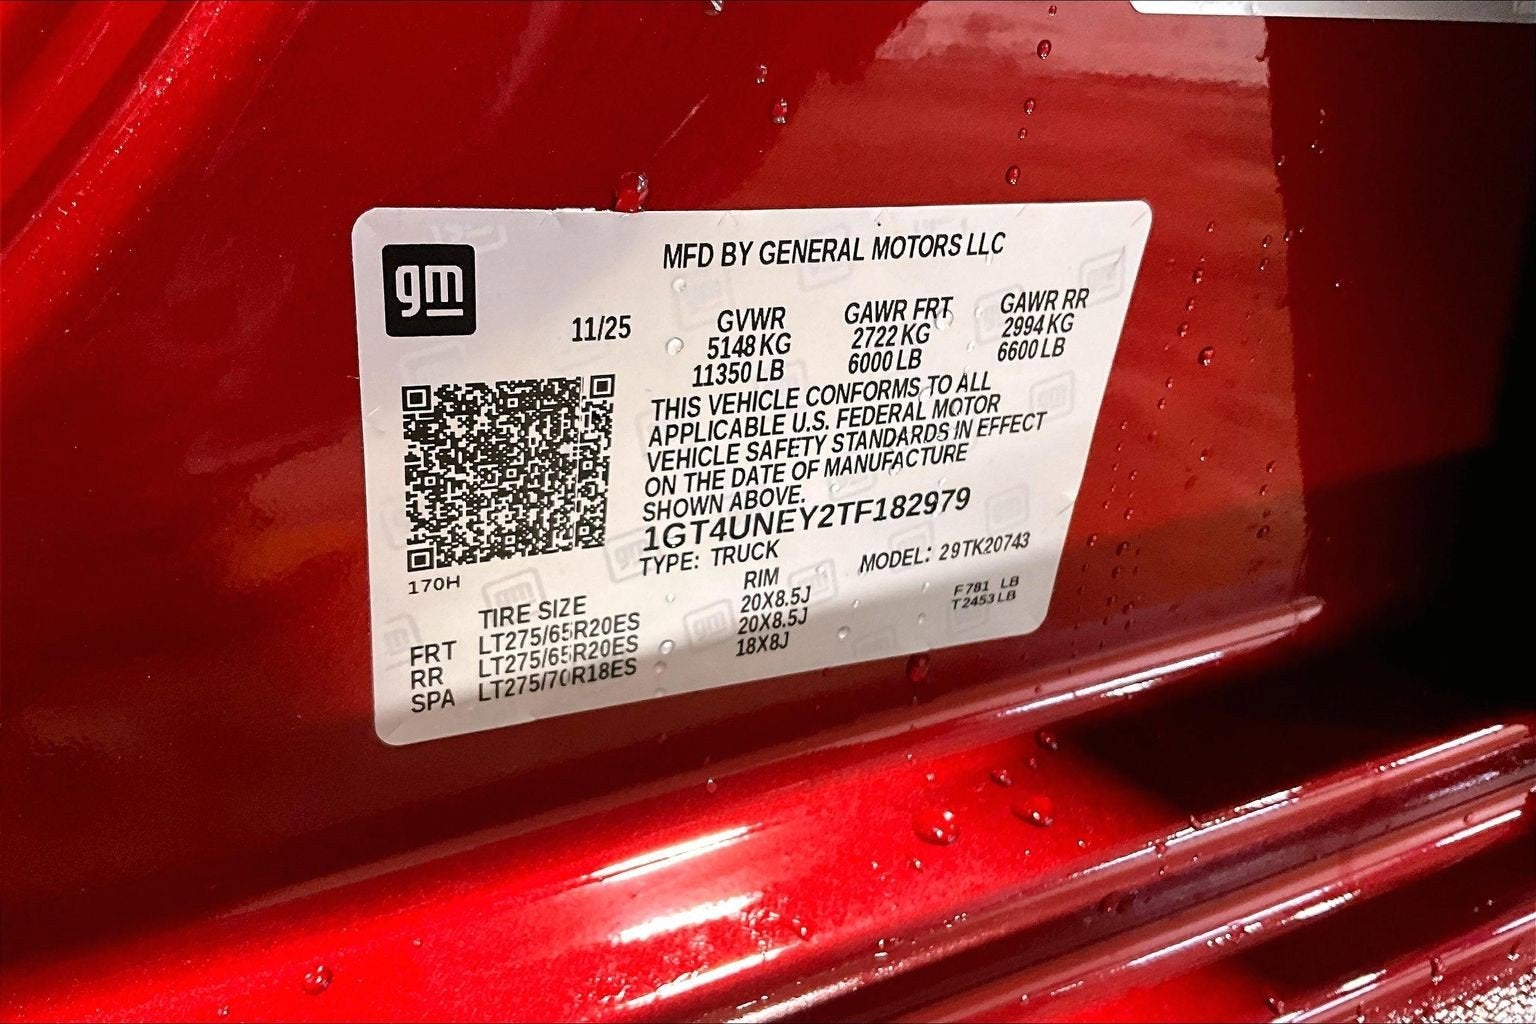 gm
MFD BY GENERAL MOTORS LLC
11/25
GVWR GAWR FRT GAWR RR
5148 KG 2722 KG 2994 KG
11350 LB 6000 LB 6600 LB
THIS VEHICLE CONFORMS TO ALL
APPLICABLE U.S. FEDERAL MOTOR
VEHICLE SAFETY STANDARDS IN EFFECT
ON THE DATE OF MANUFACTURE
SHOWN ABOVE.
1GT4UNEY2TF182979
TYPE: TRUCK MODEL: 29TK20743
170H
TIRE SIZE RIM
FRT LT275/65R20ES 20X8.5J
RR LT275/65R20ES 20X8.5J
SPA LT275/70R18ES 18X8J
F781 LB
T2453LB